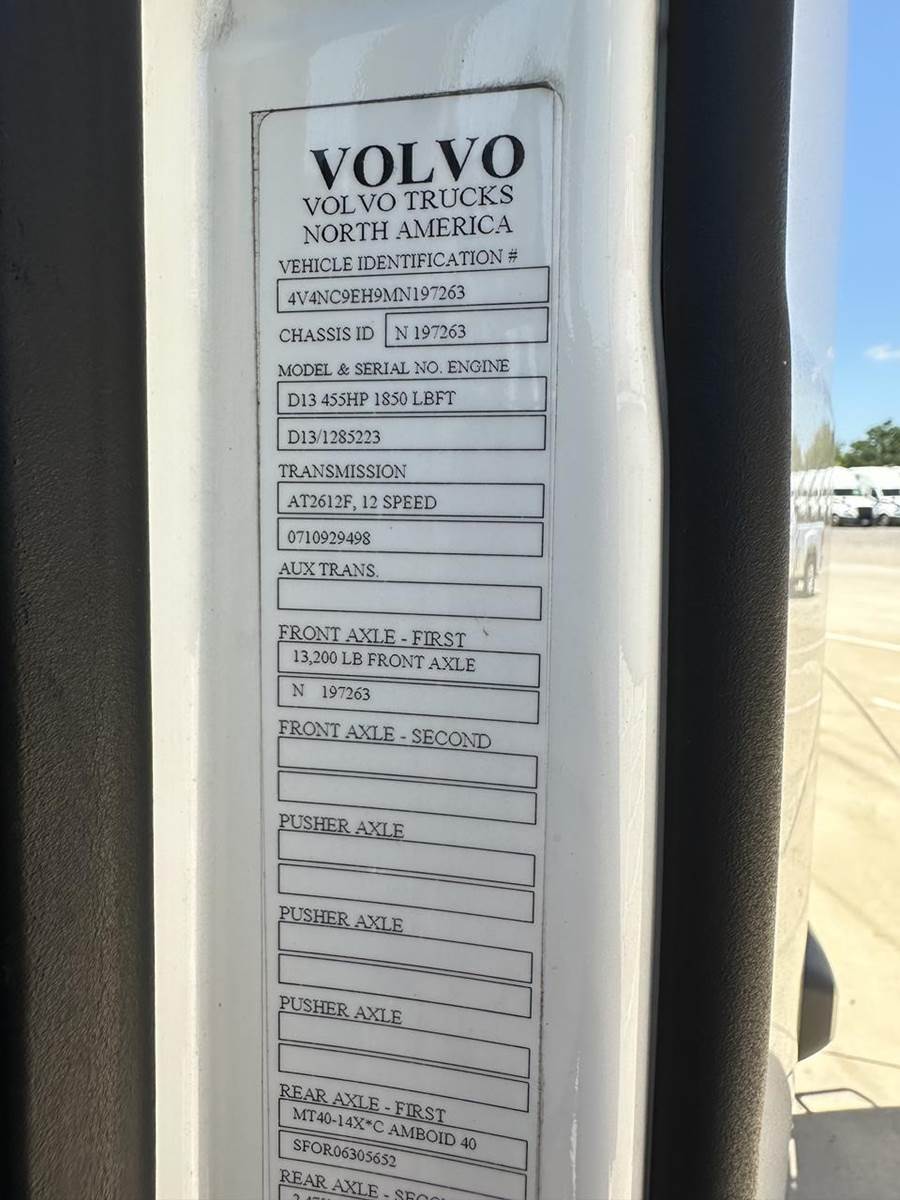 VOLVO
VOLVO TRUCKS
NORTH AMERICA
VEHICLE IDENTIFICATION #
4V4NC9EH9MN197263
CHASSIS ID N 197263
MODEL & SERIAL NO. ENGINE
D13 455HP 1850 LBFT
D13/1285223
TRANSMISSION
AT2612F, 12 SPEED
0710929498
AUX TRANS.
FRONT AXLE - FIRST
13,200 LB FRONT AXLE
N 197263
FRONT AXLE - SECOND
PUSHER AXLE
PUSHER AXLE
PUSHER AXLE
REAR AXLE - FIRST
MT40-14X*C AMBOID 40
SFOR06305652
REAR AXLE -